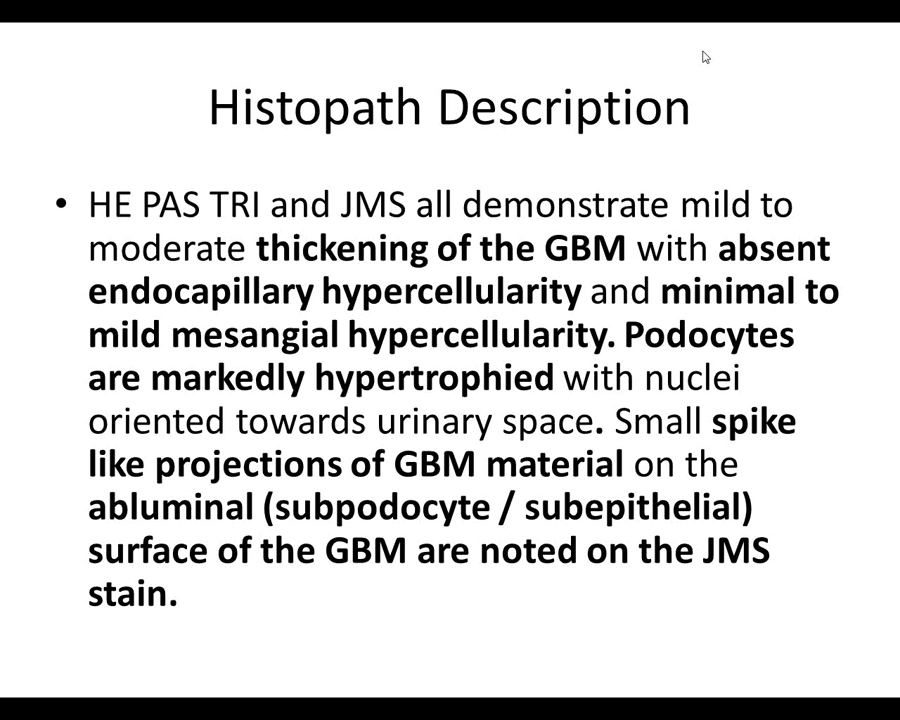 Histopath Description
• HE PAS TRI and JMS all demonstrate mild to
moderate thickening of the GBM with absent
endocapillary hypercellularity and minimal to
mild mesangial hypercellularity. Podocytes
are markedly hypertrophied with nuclei
oriented towards urinary space. Small spike
like projections of GBM material on the
abluminal (subpodocyte / subepithelial)
surface of the GBM are noted on the JMS
stain.